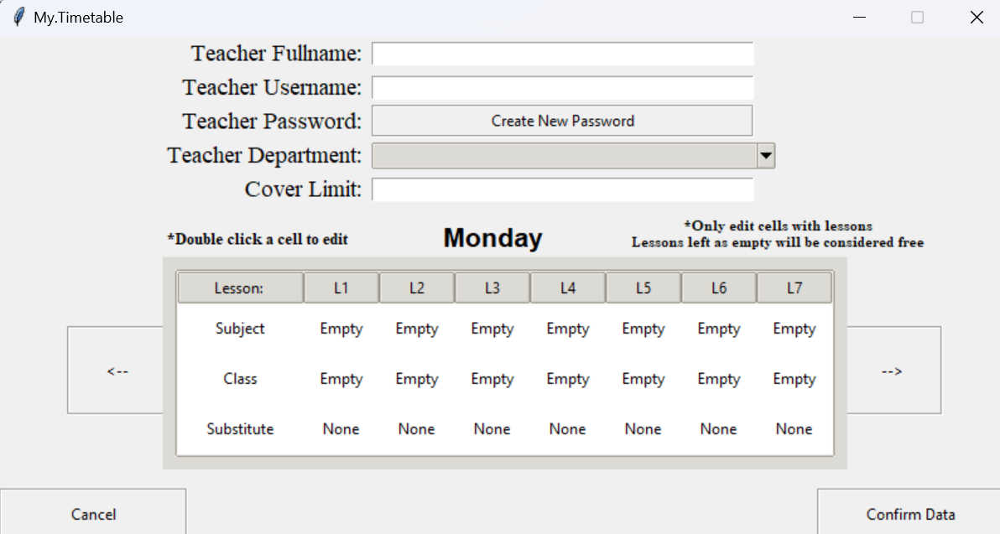 My.Timetable
Teacher Fullname:
Teacher Username:
Teacher Password: Create New Password
Teacher Department:
Cover Limit:
*Double click a cell to edit
Monday
*Only edit cells with lessons
Lessons left as empty will be considered free
Lesson: L1 L2 L3 L4 L5 L6 L7
Subject Empty Empty Empty Empty Empty Empty Empty
<-- Class Empty Empty Empty Empty Empty Empty Empty -->
Substitute None None None None None None None
Cancel Confirm Data